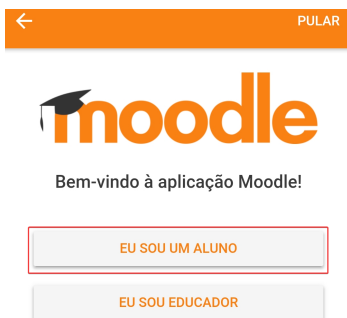 PULAR
moodle
Bem-vindo à aplicação Moodle!
EU SOU UM ALUNO
EU SOU EDUCADOR